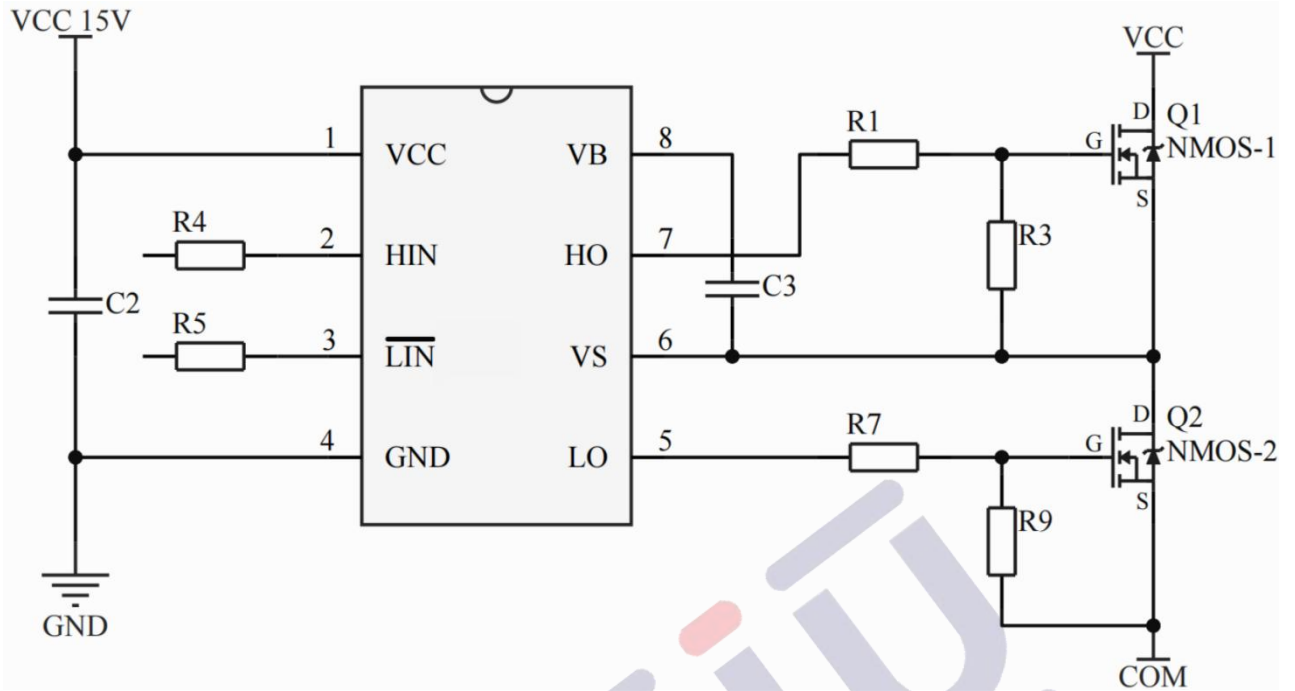 VCC 15V
VCC
1
VCC
VB
8
R1
D
Q1
G
NMOS-1
S
R4
2
HIN
HO
7
R3
C2
C3
R5
3
LIN
VS
6
4
GND
LO
5
R7
D
Q2
G
NMOS-2
S
R9
GND
COM